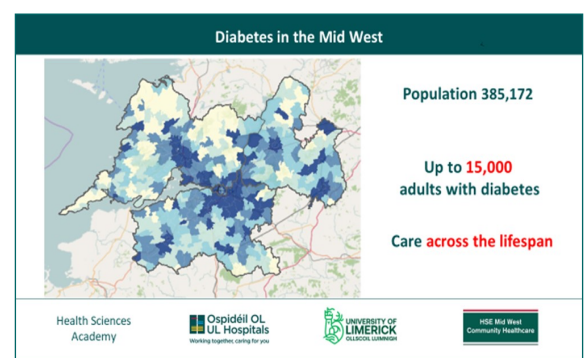 Diabetes in the Mid West
Population 385,172
Up to 15,000
adults with diabetes
Care across the lifespan
Health Sciences
Academy
Ospidéil OL
UL Hospitals
Working together, caring for you
UNIVERSITY OF
LIMERICK
OLLSCOIL LUIMNIGH
HSE Mid West
Community Healthcare